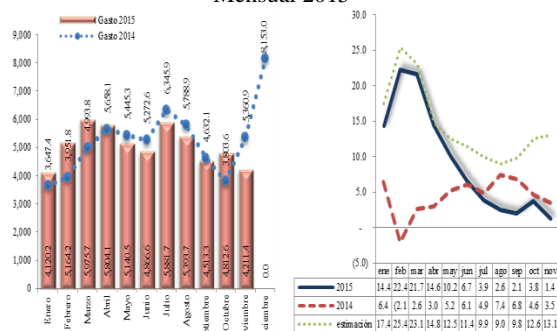 Mensual 2015
Gasto 2015
Gasto 2014
9,000
8,000
7,000
6,000
5,000
4,000
3,000
2,000
1,000
0
3,647.4
3,951.8
4,993.8
5,658.1
5,445.3
5,272.6
6,345.9
5,788.9
4,632.1
3,803.6
5,360.9
8,153.0
4,120.2
5,164.2
5,975.7
5,804.1
5,140.5
4,866.6
5,881.7
5,393.7
4,513.3
4,812.6
4,211.4
0.0
Enero
Febrero
Marzo
Abril
Mayo
Junio
Julio
Agosto
ptiembre
Octubre
viembre
siembre
30.0
25.0
20.0
15.0
10.0
5.0
-
(5.0)
ene feb mar abr may jun jul ago sep oct nov
2015 14.4 22.4 21.7 14.6 10.2 6.7 3.9 2.6 2.1 3.8 1.4
2014 6.4 (2.1 2.6 3.0 5.2 6.1 4.9 7.4 6.8 4.6 3.5
estimación 17.4 25.4 23.1 14.8 12.5 11.4 9.9 9.0 9.8 12.6 13.1